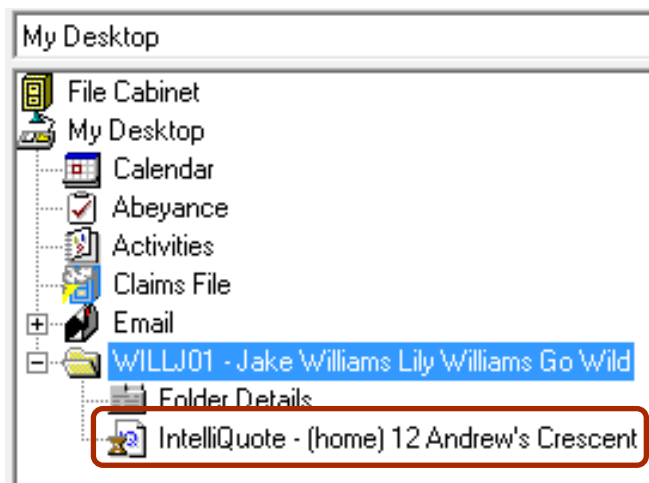 My Desktop
File Cabinet
My Desktop
Calendar
Abeyance
Activities
Claims File
Email
WILLJ01 - Jake Williams Lily Williams Go Wild
Folder Details
IntelliQuote - (home) 12 Andrew's Crescent